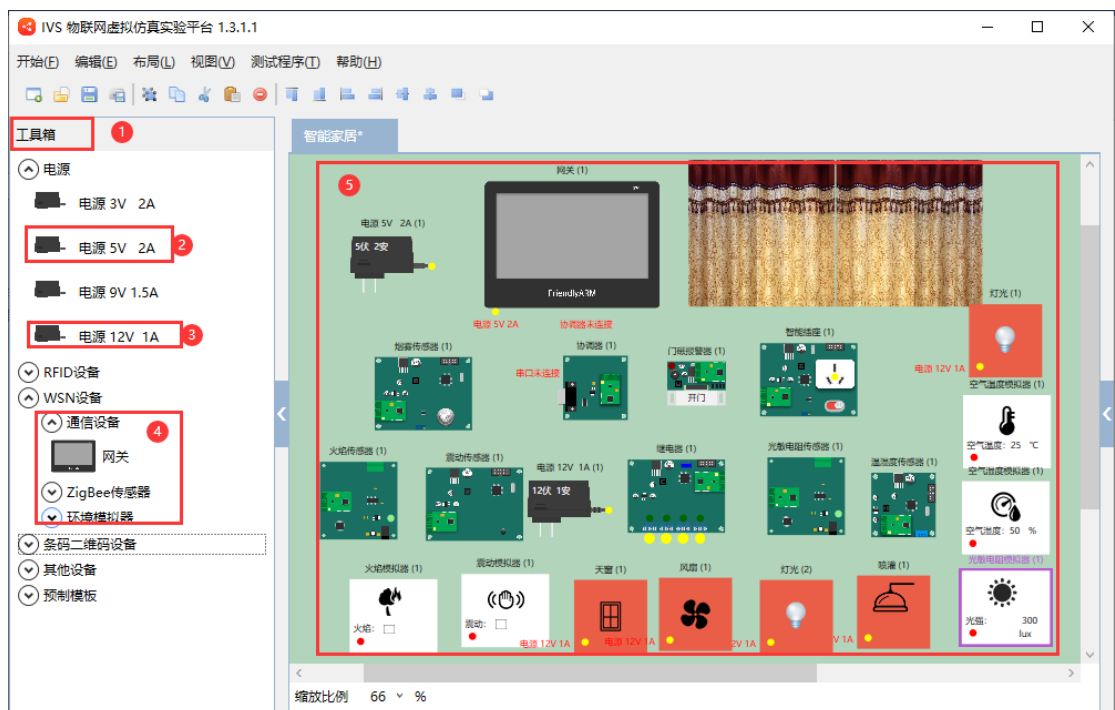 IVS 物联网虚拟仿真实验平台 1.3.1.1
开始(F) 编辑(E) 布局(L) 视图(V) 测试程序(T) 帮助(H)
工具箱
1
智能家居*
电源
电源 3V 2A
电源 5V 2A
2
电源 9V 1.5A
电源 12V 1A
3
RFID设备
WSN设备
通信设备
4
网关
ZigBee传感器
环境模拟器
条码二维码设备
其他设备
预制模板
5
网关 (1)
电源 5V 2A (1)
5伏 2安
FriendlyARM
电源 5V 2A
协调器未连接
灯光 (1)
烟雾传感器 (1)
协调器 (1)
门磁报警器 (1)
智能插座 (1)
串口未连接
开门
电源 12V 1A
空气温度模拟器 (1)
空气温度: 25 ℃
火焰传感器 (1)
震动传感器 (1)
电源 12V 1A (1)
12伏 1安
继电器 (1)
光敏电阻传感器 (1)
温湿度传感器 (1)
空气湿度模拟器 (1)
空气湿度: 50 %
光敏电阻模拟器 (1)
火焰模拟器 (1)
震动模拟器 (1)
天窗 (1)
风扇 (1)
灯光 (2)
喷灌 (1)
火焰:
震动:
光强: 300
lux
电源 12V 1A
电源 12V 1A
2V 1A
V 1A
缩放比例 66 %